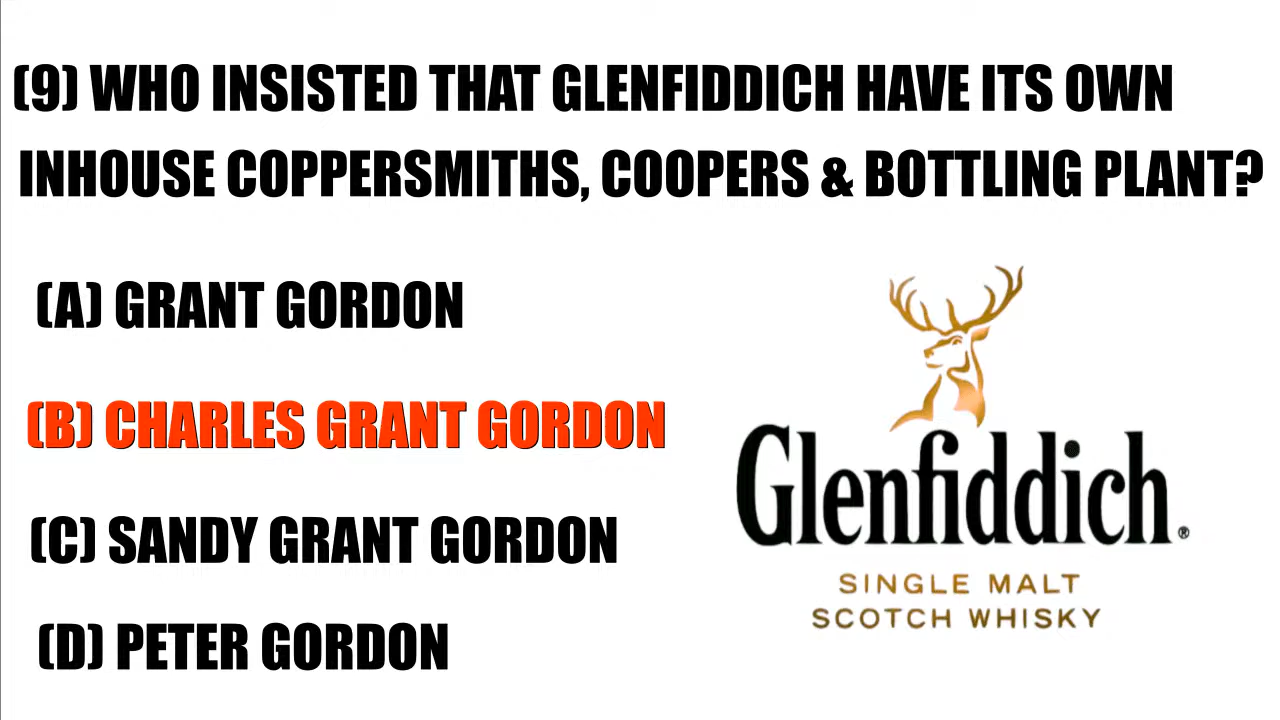 (9) WHO INSISTED THAT GLENFIDDICH HAVE ITS OWN
INHOUSE COPPERSMITHS, COOPERS & BOTTLING PLANT?
(A) GRANT GORDON
(B) CHARLES GRANT GORDON
(C) SANDY GRANT GORDON
(D) PETER GORDON
Glenfiddich®
SINGLE MALT
SCOTCH WHISKY